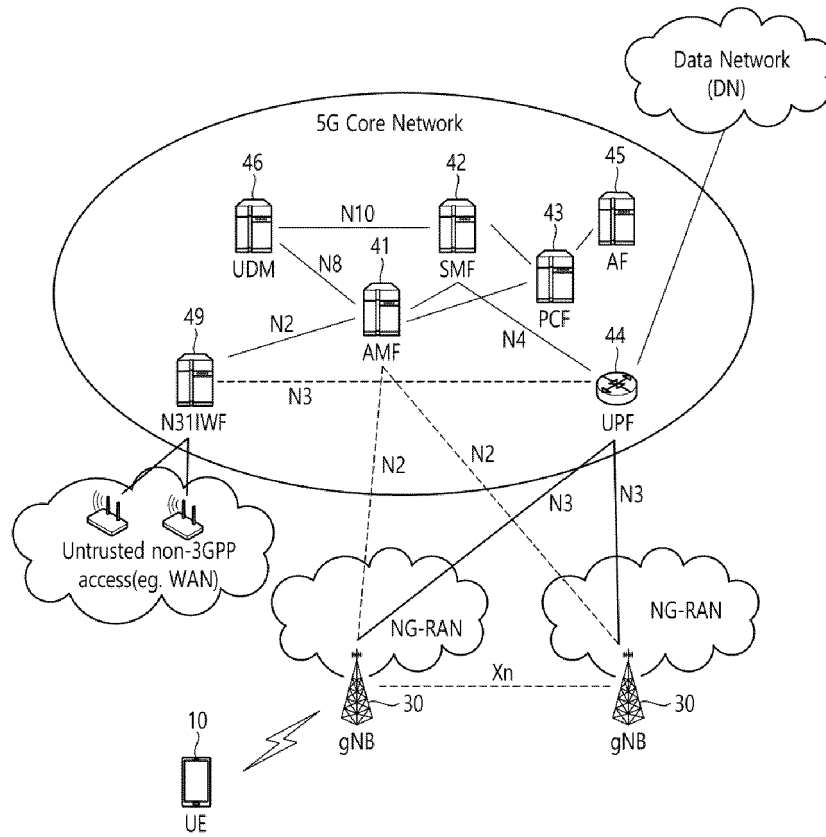 Data Network
(DN)
5G Core Network
46
42
45
N10
43
41
UDM
SMF
AF
N8
PCF
49
N2
AMF
N4
44
N3
N31IWF
UPF
N2
N2
N3
N3
Untrusted non-3GPP
access(eg. WAN)
NG-RAN
NG-RAN
Xn
30
30
gNB
gNB
10
UE